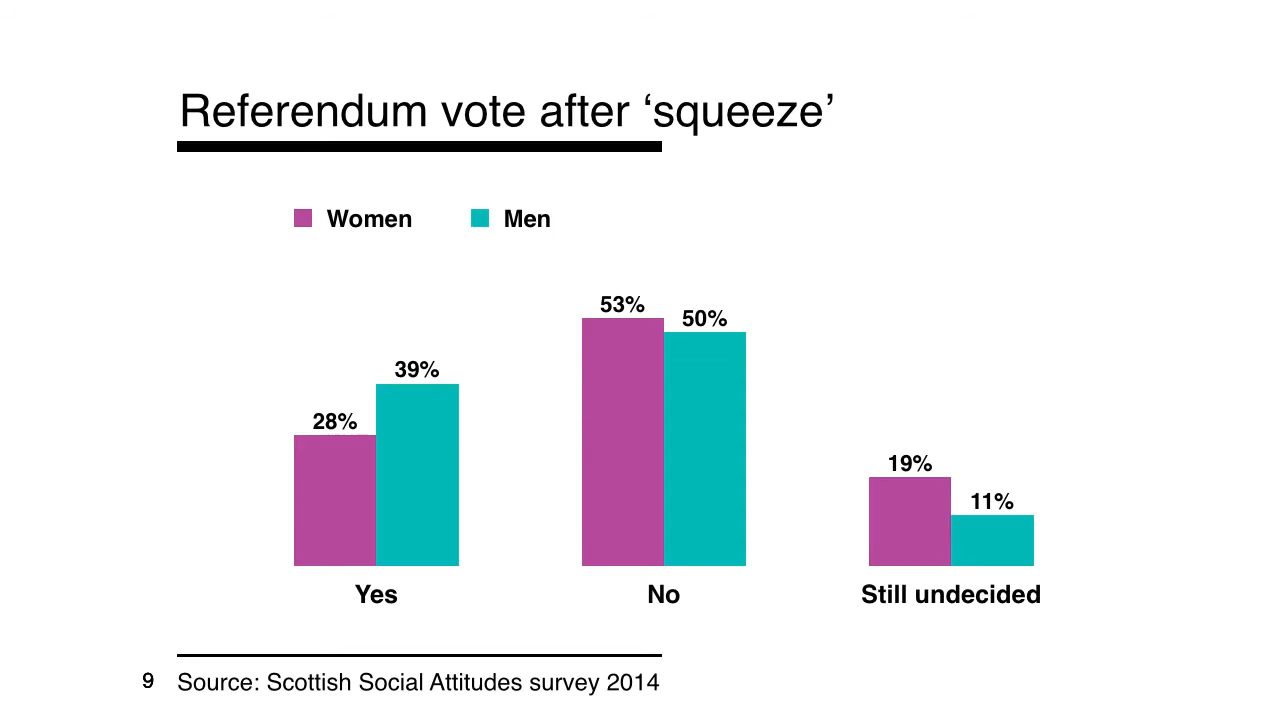 Referendum vote after ‘squeeze’
Women Men
53%
50%
39%
28%
19%
11%
Yes No Still undecided
9 Source: Scottish Social Attitudes survey 2014